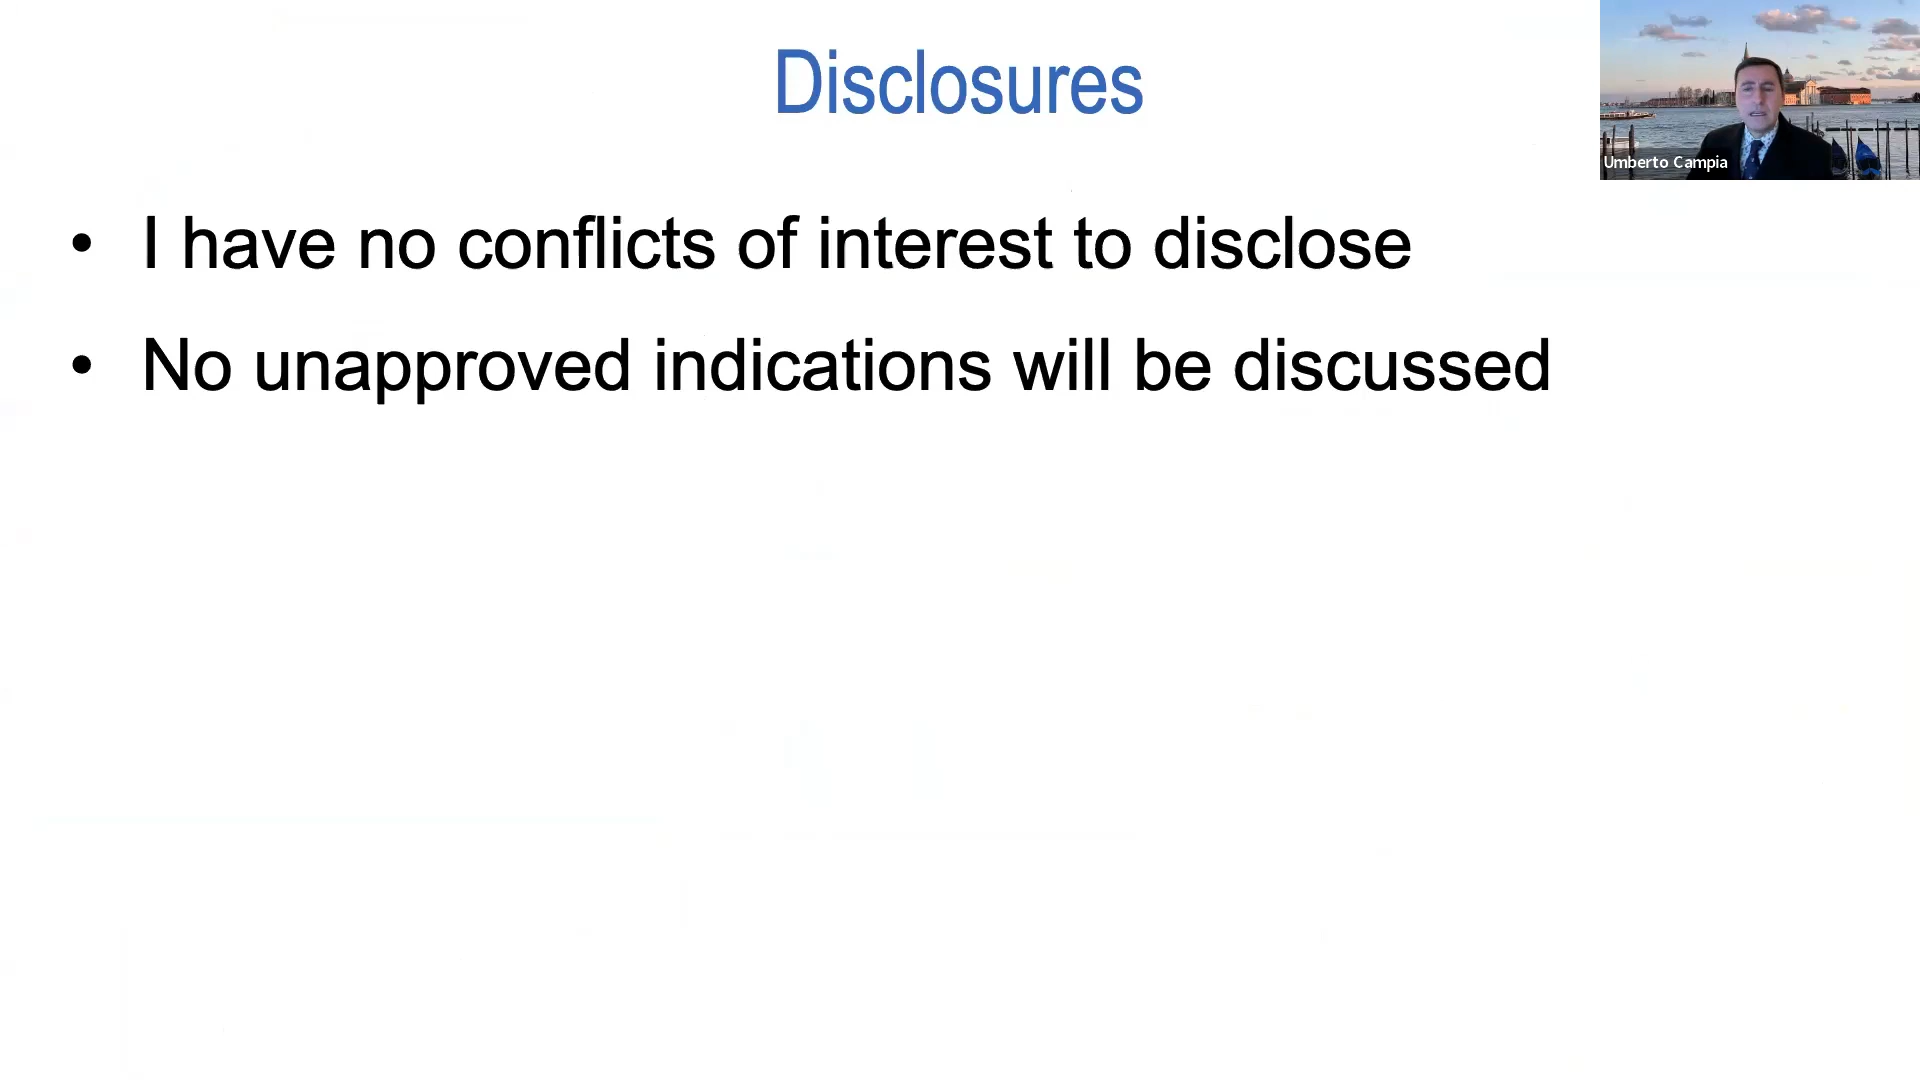 Disclosures
Umberto Campia
• I have no conflicts of interest to disclose
• No unapproved indications will be discussed